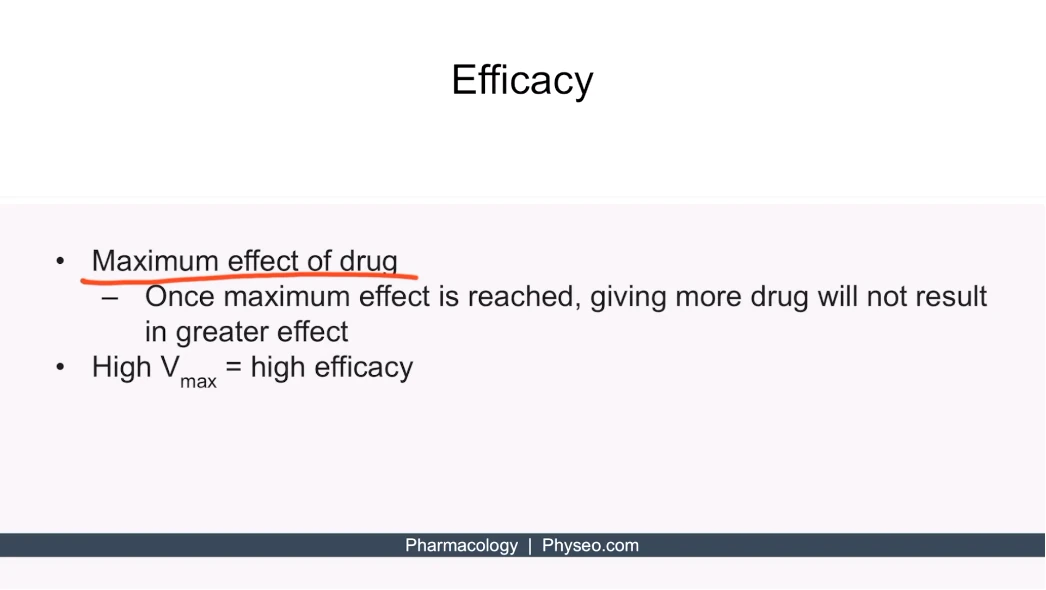 Efficacy
• Maximum effect of drug
– Once maximum effect is reached, giving more drug will not result
in greater effect
• High Vmax = high efficacy
Pharmacology | Physeo.com